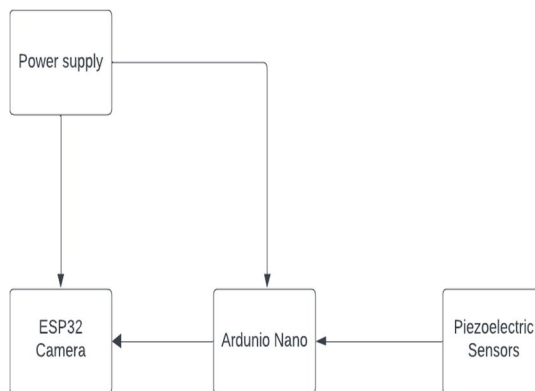 Power supply
ESP32
Camera
Ardunio Nano
Piezoelectric
Sensors